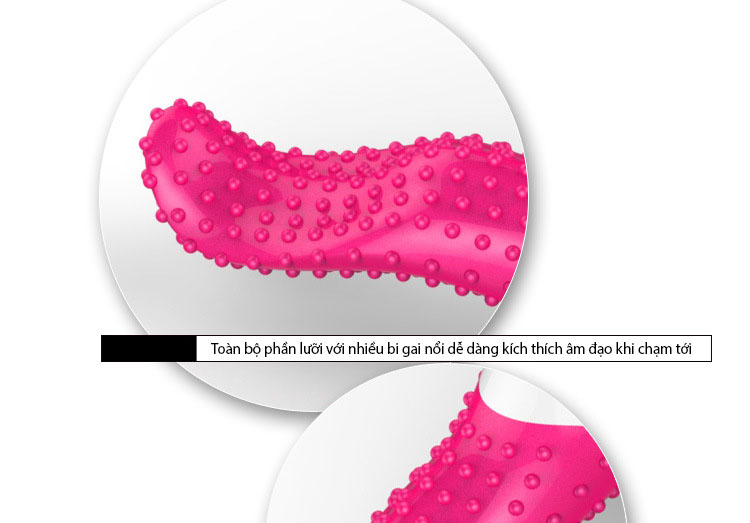 Toàn bộ phần lưỡi với nhiều bi gai nổi dễ dàng kích thích âm đạo khi chạm tới